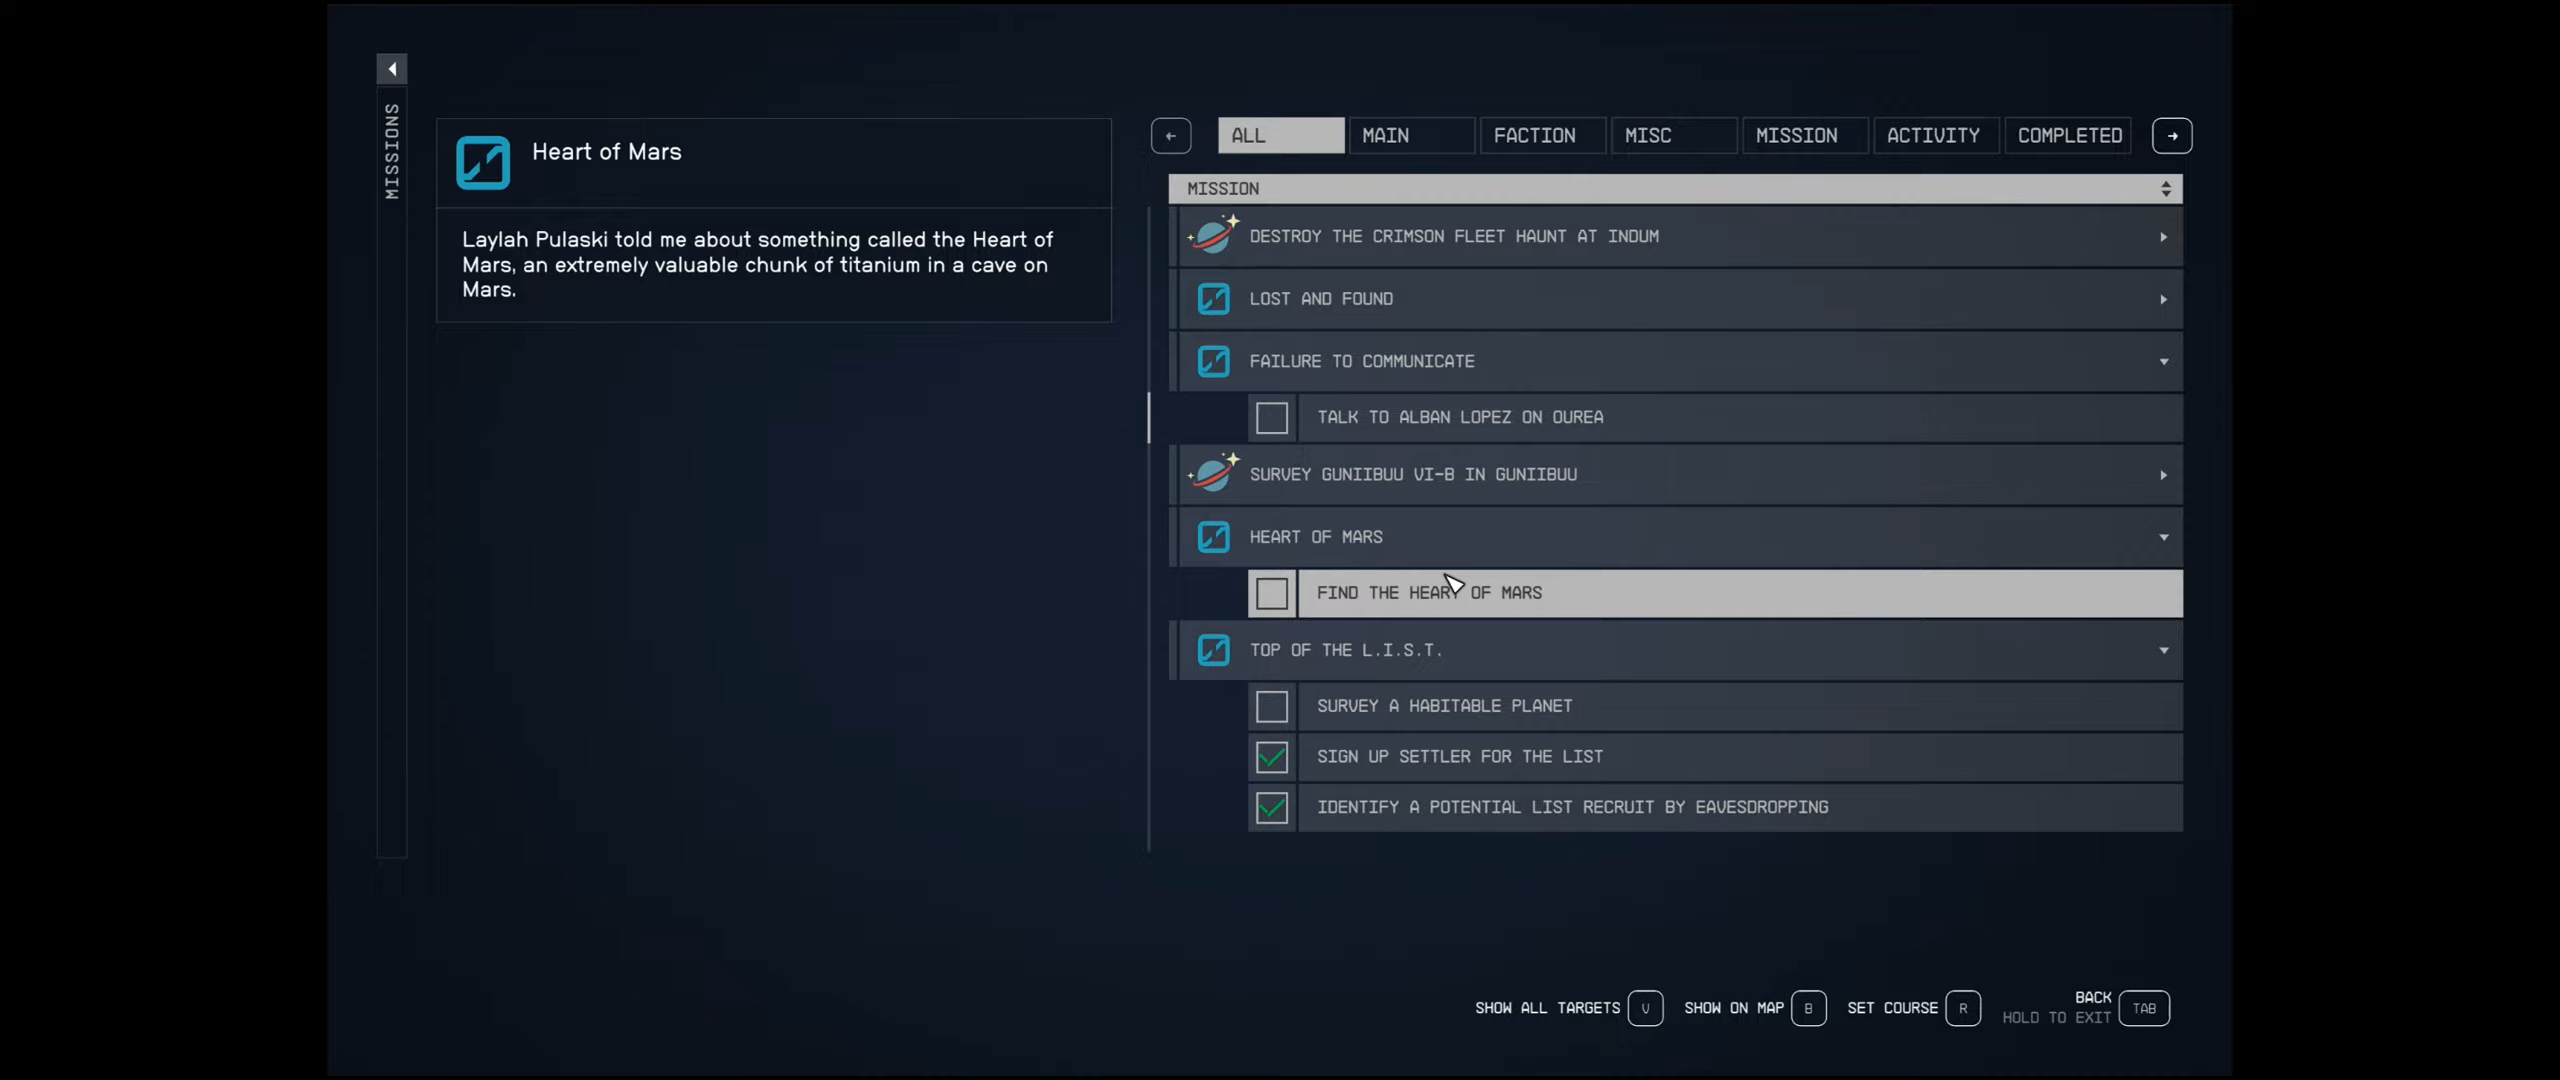 MISSIONS
Heart of Mars
Laylah Pulaski told me about something called the Heart of
Mars, an extremely valuable chunk of titanium in a cave on
Mars.
ALL
MAIN
FACTION
MISC
MISSION
ACTIVITY
COMPLETED
MISSION
DESTROY THE CRIMSON FLEET HAUNT AT INDUM
LOST AND FOUND
FAILURE TO COMMUNICATE
TALK TO ALBAN LOPEZ ON OUREA
SURVEY GUNIIBUU VI-B IN GUNIIBUU
HEART OF MARS
FIND THE HEART OF MARS
TOP OF THE L.I.S.T.
SURVEY A HABITABLE PLANET
SIGN UP SETTLER FOR THE LIST
IDENTIFY A POTENTIAL LIST RECRUIT BY EAVESDROPPING
SHOW ALL TARGETS V
SHOW ON MAP B
SET COURSE R
BACK
HOLD TO EXIT
TAB